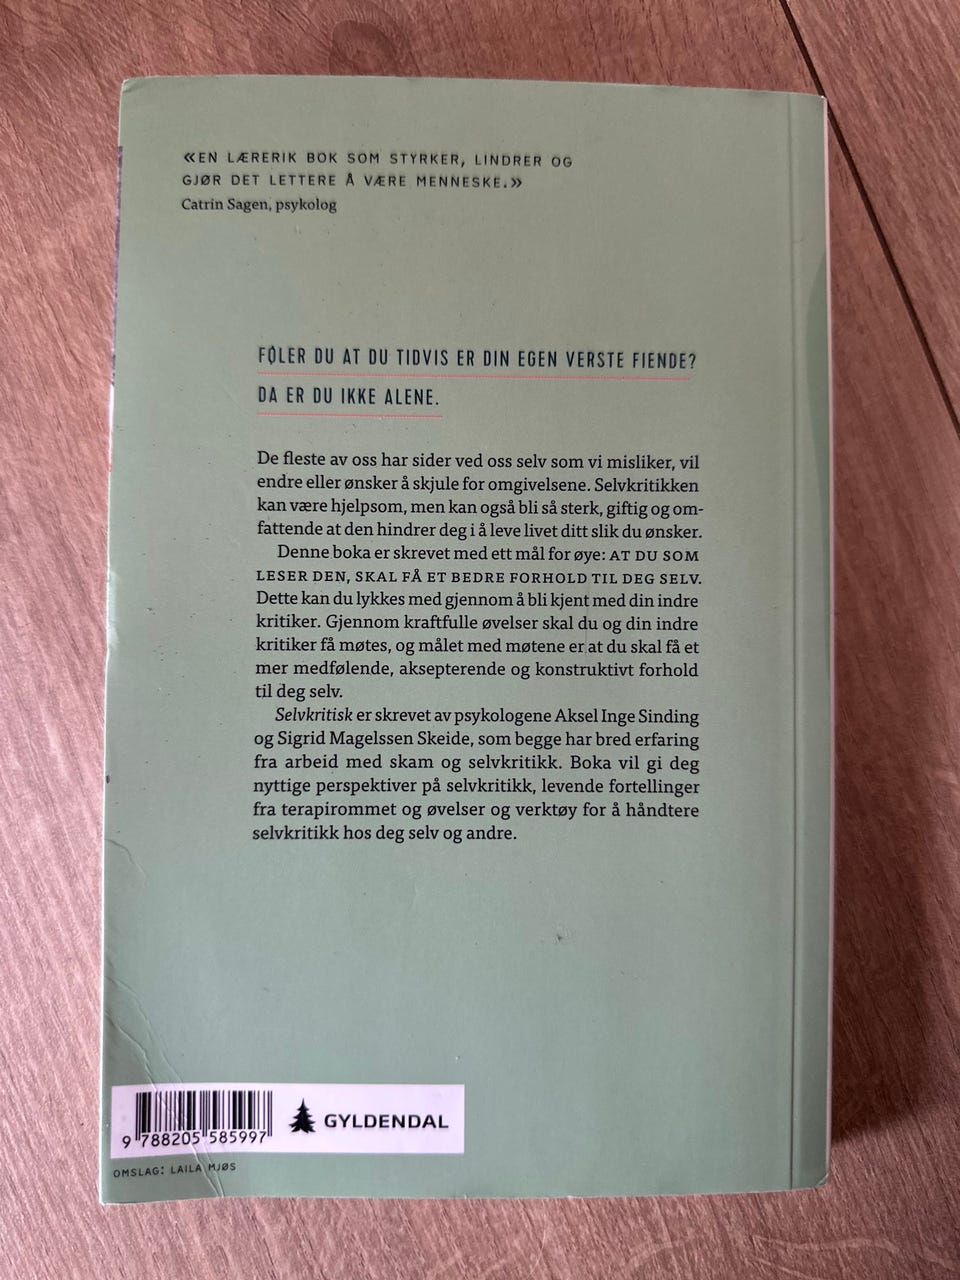 «EN LÆRERIK BOK SOM STYRKER, LINDRER OG
GJØR DET LETTERE Å VÆRE MENNESKE.»
Catrin Sagen, psykolog
FØLER DU AT DU TIDVIS ER DIN EGEN VERSTE FIENDE?
DA ER DU IKKE ALENE.
De fleste av oss har sider ved oss selv som vi misliker, vil
endre eller ønsker å skjule for omgivelsene. Selvkritikken
kan være hjelpsom, men kan også bli så sterk, giftig og om-
fattende at den hindrer deg i å leve livet ditt slik du ønsker.
Denne boka er skrevet med ett mål for øye: AT DU SOM
LESER DEN, SKAL FÅ ET BEDRE FORHOLD TIL DEG SELV.
Dette kan du lykkes med gjennom å bli kjent med din indre
kritiker. Gjennom kraftfulle øvelser skal du og din indre
kritiker få møtes, og målet med møtene er at du skal få et
mer medfølende, aksepterende og konstruktivt forhold
til deg selv.
Selvkritisk er skrevet av psykologene Aksel Inge Sinding
og Sigrid Magelssen Skeide, som begge har bred erfaring
fra arbeid med skam og selvkritikk. Boka vil gi deg
nyttige perspektiver på selvkritikk, levende fortellinger
fra terapirommet og øvelser og verktøy for å håndtere
selvkritikk hos deg selv og andre.
GYLDENDAL
9 788205 585997
OMSLAG: LAILA MJØS